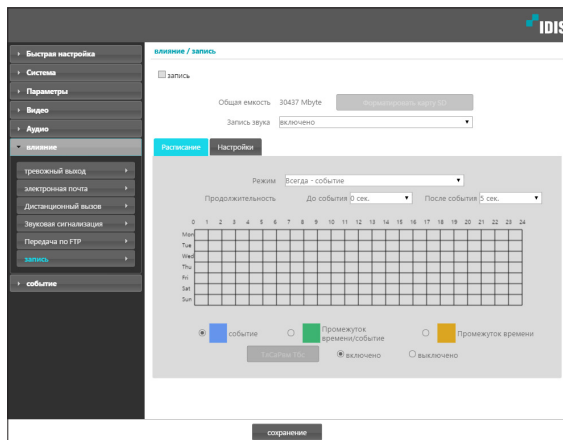 IDIS
Быстрая настройка
Система
Параметры
Видео
Аудио
влияние
тревожный выход
электронная почта
Дистанционный вызов
Звуковая сигнализация
Передача по FTP
запись
событие
влияние / запись
запись
Общая емкость 30437 Mbyte Форматировать карту SD
Запись звука включено
Расписание Настройки
Режим Всегда - событие
Продолжительность До события 0 сек. После события 5 сек.
0 1 2 3 4 5 6 7 8 9 10 11 12 13 14 15 16 17 18 19 20 21 22 23 24
Mon
Tue
Wed
Thu
Fri
Sat
Sun
событие
Промежуток времени/событие
Промежуток времени
включено выключено
сохранение